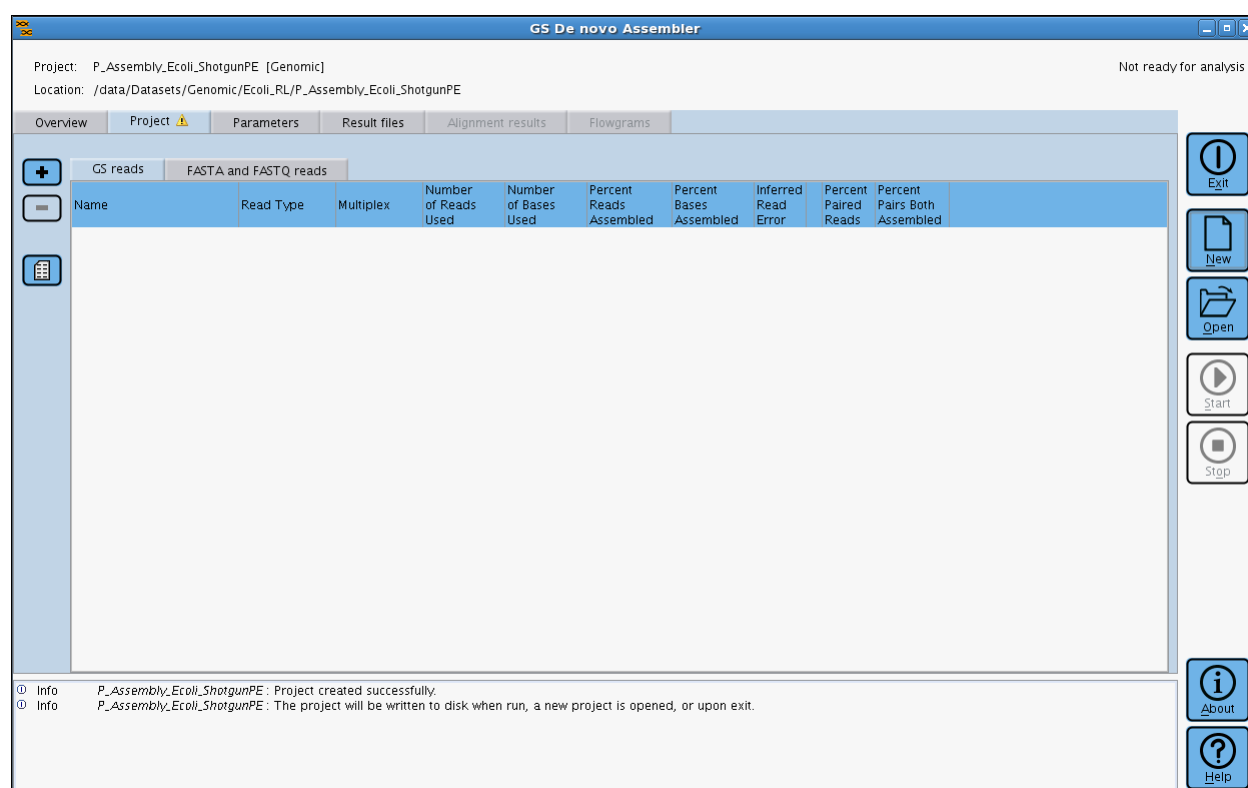 GS De novo Assembler
Project: P_Assembly_Ecoli_ShotgunPE [Genomic]
Not ready for analysis
Location: /data/Datasets/Genomic/Ecoli_RL/P_Assembly_Ecoli_ShotgunPE
Overview Project Parameters Result files Alignment results Flowgrams
GS reads FASTA and FASTQ reads
Name Read Type Multiplex
Number of Reads Used
Number of Bases Used
Percent Reads Assembled
Percent Bases Assembled
Inferred Read Error
Percent Paired Reads
Percent Pairs Both Assembled
Exit
New
Open
Start
Stop
Info P_Assembly_Ecoli_ShotgunPE : Project created successfully.
Info P_Assembly_Ecoli_ShotgunPE : The project will be written to disk when run, a new project is opened, or upon exit.
About
Help